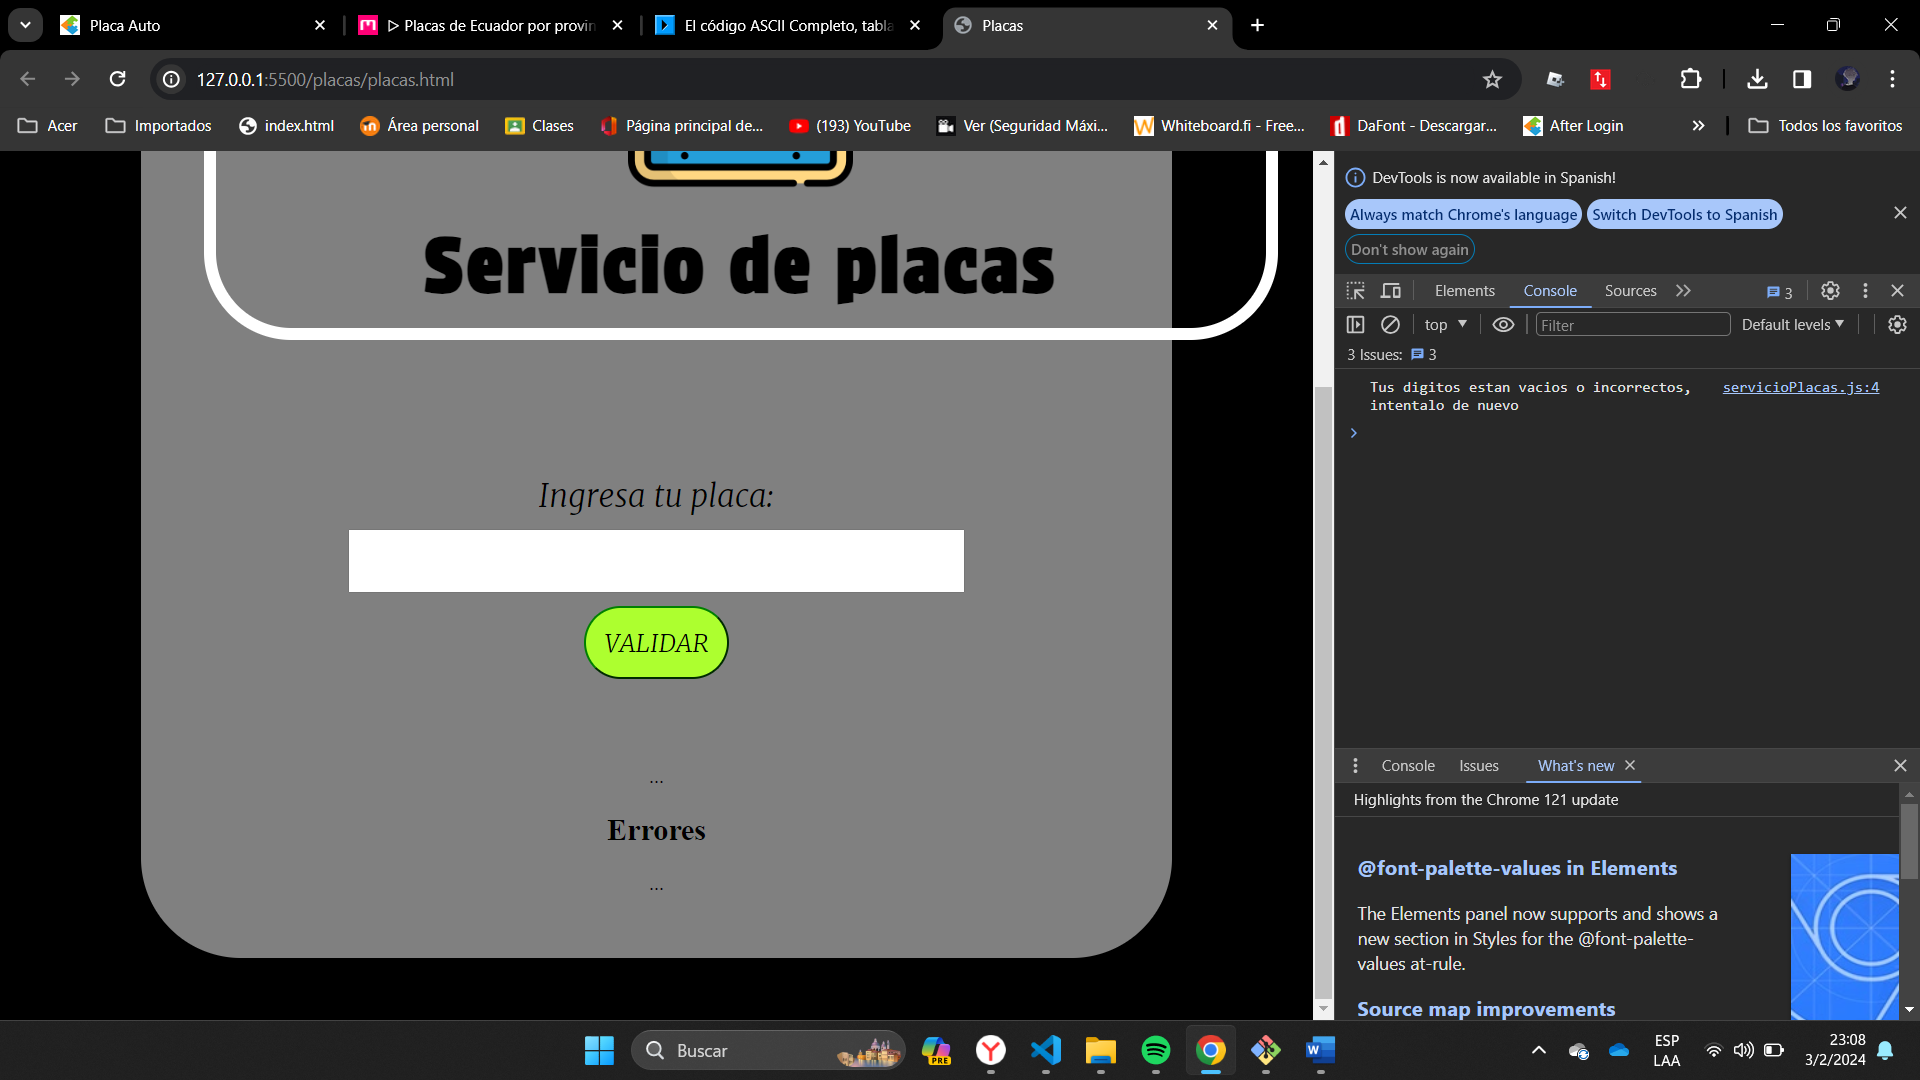 Placa Auto
ᐅ Placas de Ecuador por provin
El código ASCII Completo, tabla
Placas
127.0.0.1:5500/placas/placas.html
Acer
Importados
index.html
Área personal
Clases
Página principal de...
(193) YouTube
Ver (Seguridad Máxi...
Whiteboard.fi - Free...
DaFont - Descargar...
After Login
Todos los favoritos
Servicio de placas
Ingresa tu placa:
VALIDAR
...
Errores
...
DevTools is now available in Spanish!
Always match Chrome's language
Switch DevTools to Spanish
Don't show again
Elements
Console
Sources
3
top
Filter
Default levels
3 Issues:
3
Tus digitos estan vacios o incorrectos,
intentalo de nuevo
servicioPlacas.js:4
Console
Issues
What's new
Highlights from the Chrome 121 update
@font-palette-values in Elements
The Elements panel now supports and shows a
new section in Styles for the @font-palette-
values at-rule.
Source map improvements
Buscar
PRE
ESP
LAA
23:08
3/2/2024